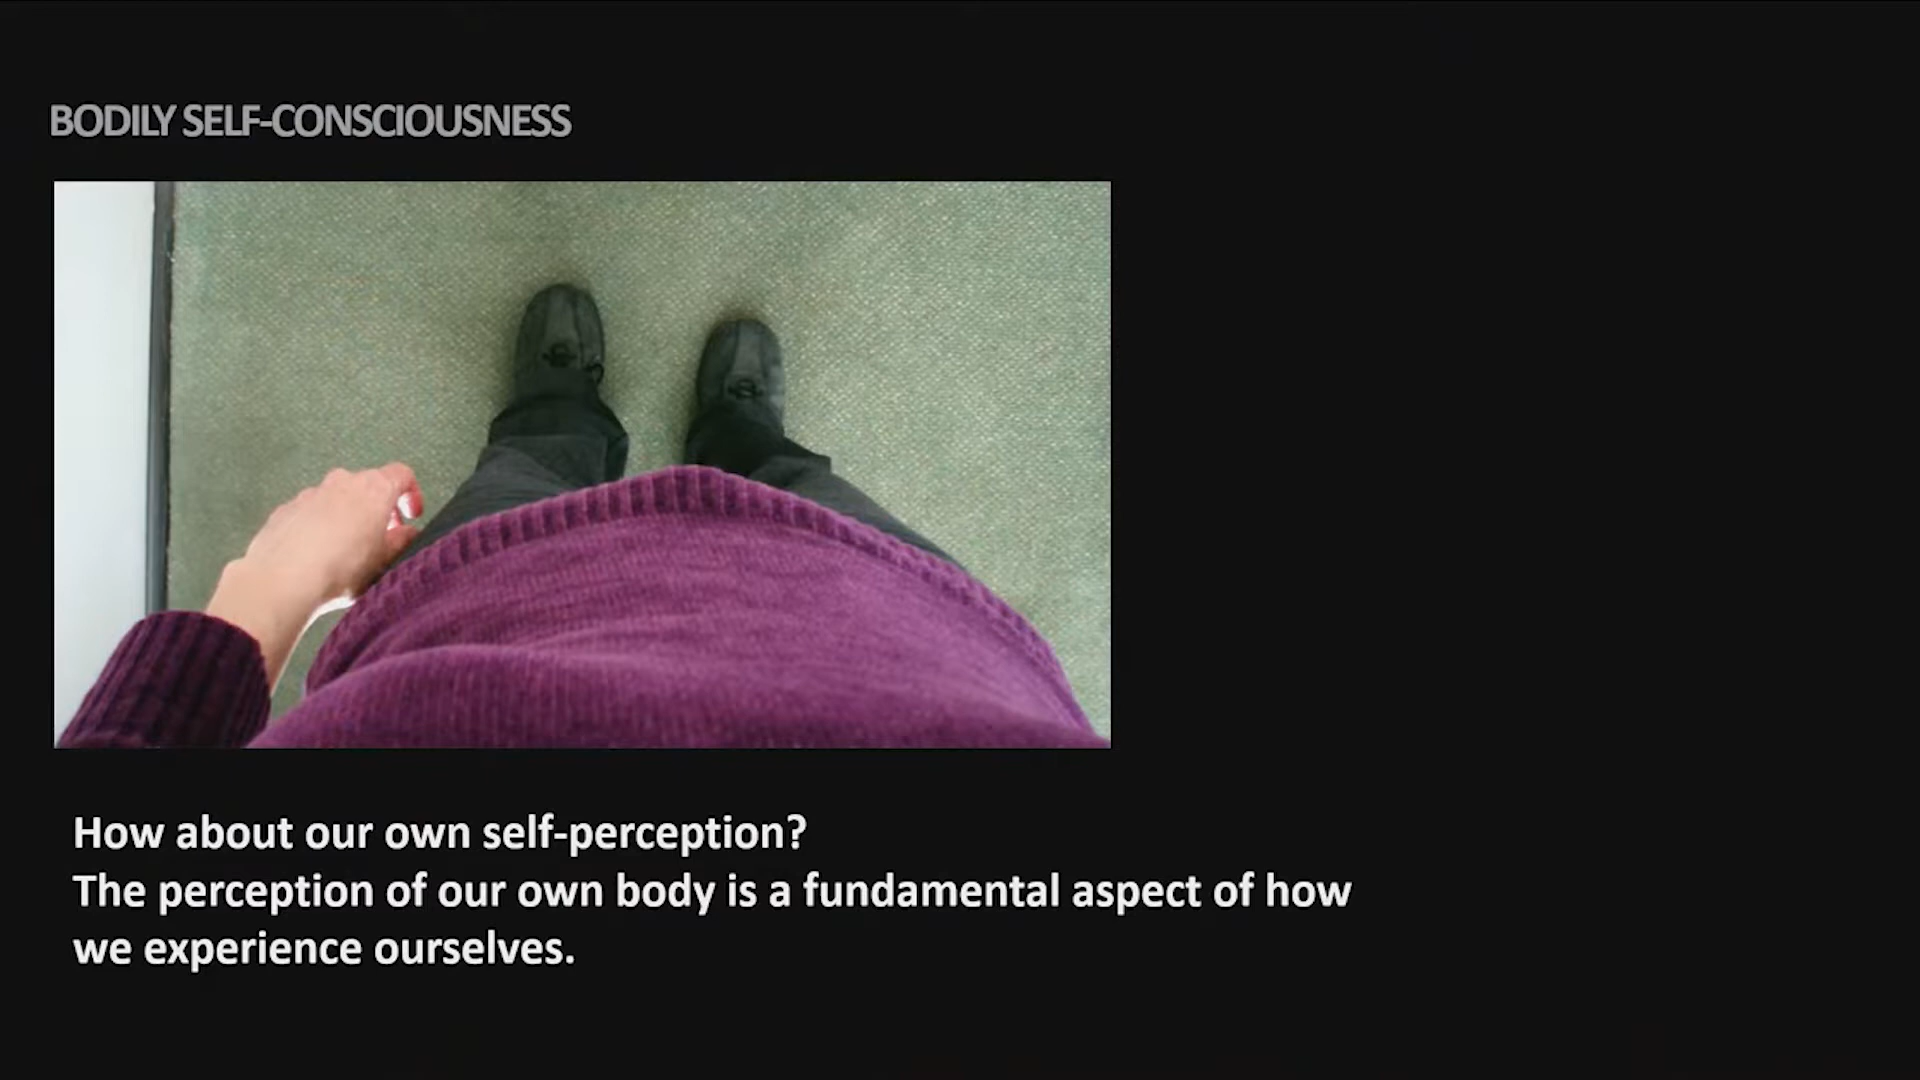 BODILY SELF-CONSCIOUSNESS
How about our own self-perception?
The perception of our own body is a fundamental aspect of how
we experience ourselves.